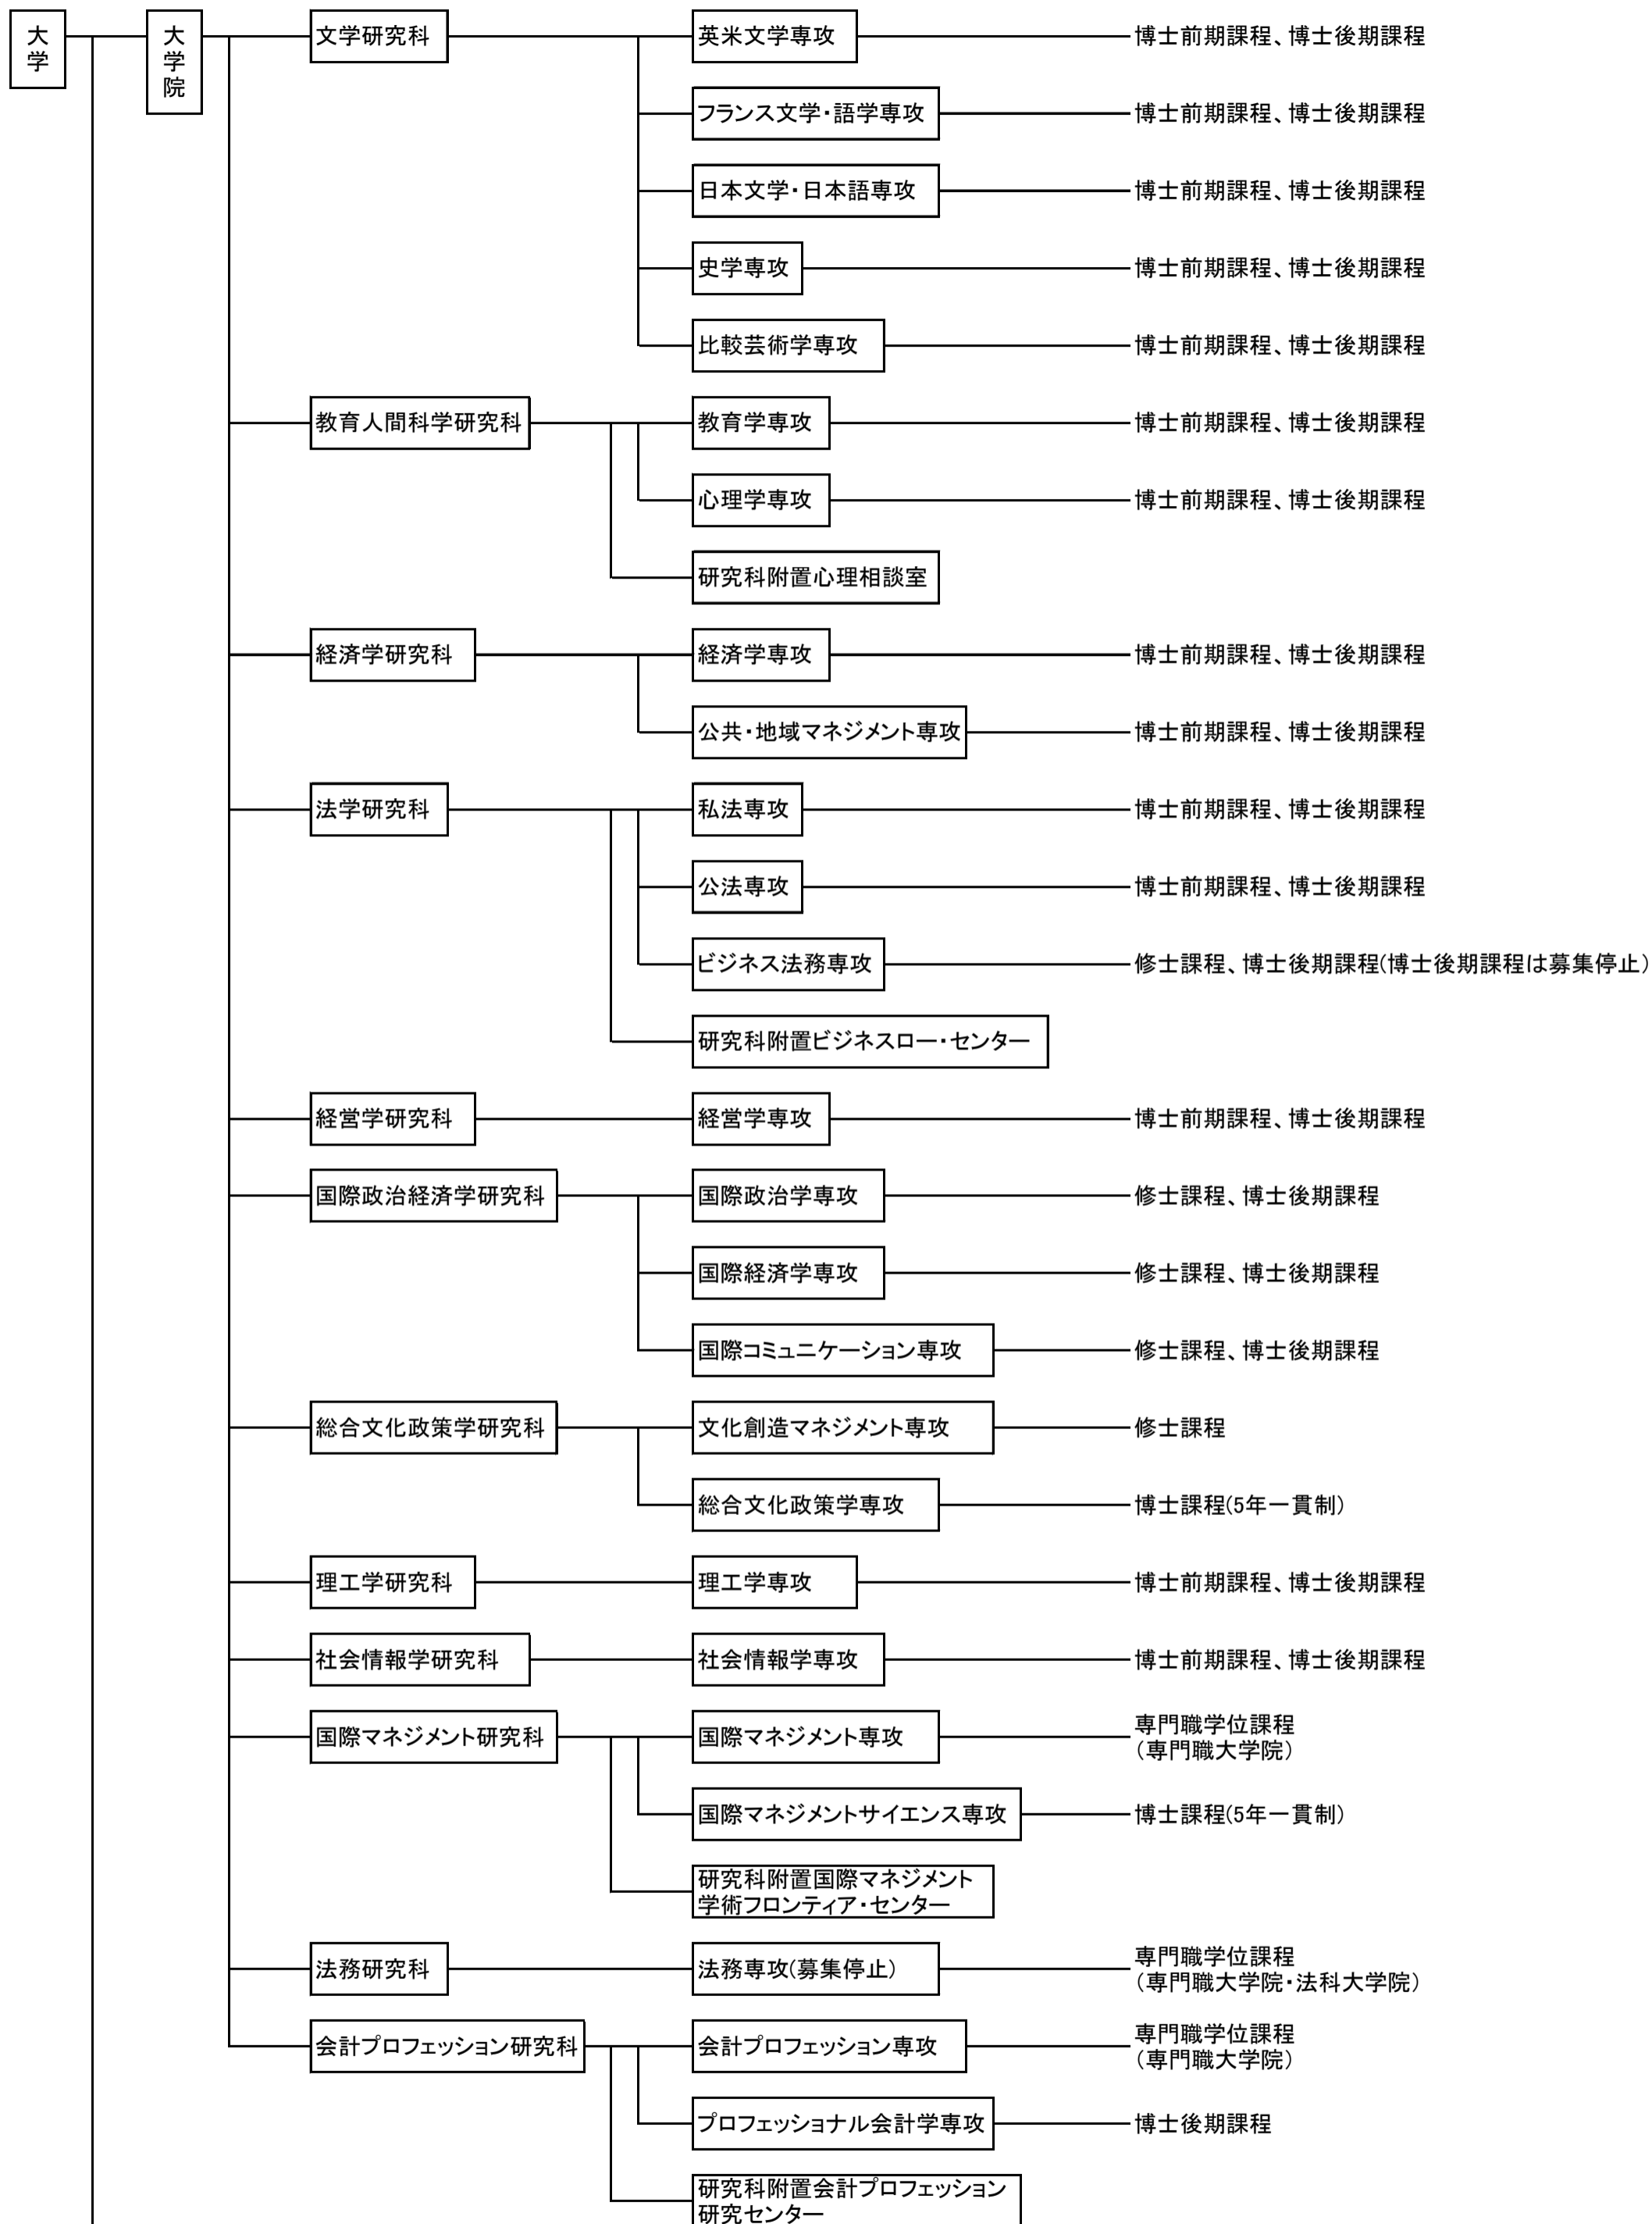 大学
大学院
文学研究科
英米文学専攻
博士前期課程、博士後期課程
フランス文学・語学専攻
博士前期課程、博士後期課程
日本文学・日本語専攻
博士前期課程、博士後期課程
史学専攻
博士前期課程、博士後期課程
比較芸術学専攻
博士前期課程、博士後期課程
教育人間科学研究科
教育学専攻
博士前期課程、博士後期課程
心理学専攻
博士前期課程、博士後期課程
研究科附置心理相談室
経済学研究科
経済学専攻
博士前期課程、博士後期課程
公共・地域マネジメント専攻
博士前期課程、博士後期課程
法学研究科
私法専攻
博士前期課程、博士後期課程
公法専攻
博士前期課程、博士後期課程
ビジネス法務専攻
修士課程、博士後期課程(博士後期課程は募集停止)
研究科附置ビジネスロー・センター
経営学研究科
経営学専攻
博士前期課程、博士後期課程
国際政治経済学研究科
国際政治学専攻
修士課程、博士後期課程
国際経済学専攻
修士課程、博士後期課程
国際コミュニケーション専攻
修士課程、博士後期課程
総合文化政策学研究科
文化創造マネジメント専攻
修士課程
総合文化政策学専攻
博士課程(5年一貫制)
理工学研究科
理工学専攻
博士前期課程、博士後期課程
社会情報学研究科
社会情報学専攻
博士前期課程、博士後期課程
国際マネジメント研究科
国際マネジメント専攻
専門職学位課程
(専門職大学院)
国際マネジメントサイエンス専攻
博士課程(5年一貫制)
研究科附置国際マネジメント
学術フロンティア・センター
法務研究科
法務専攻(募集停止)
専門職学位課程
(専門職大学院・法科大学院)
会計プロフェッション研究科
会計プロフェッション専攻
専門職学位課程
(専門職大学院)
プロフェッショナル会計学専攻
博士後期課程
研究科附置会計プロフェッション
研究センター